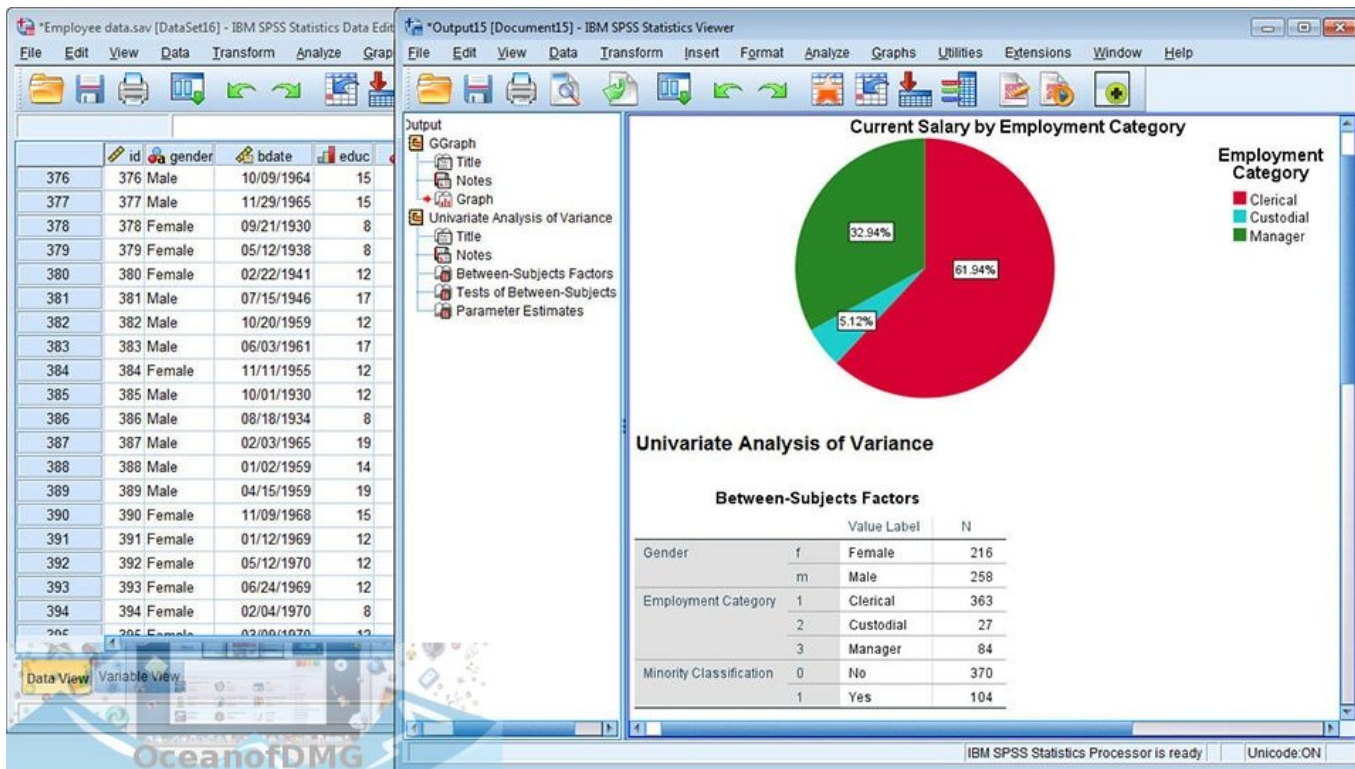 *Employee data.sav [DataSet16] - IBM SPSS Statistics Data Edit
File Edit View Data Transform Analyze Grap
id gender bdate educ
376 376 Male 10/09/1964 15
377 377 Male 11/29/1965 15
378 378 Female 09/21/1930 8
379 379 Female 05/12/1938 8
380 380 Female 02/22/1941 12
381 381 Male 07/15/1946 17
382 382 Male 10/20/1959 12
383 383 Male 06/03/1961 17
384 384 Female 11/11/1955 12
385 385 Male 10/01/1930 12
386 386 Male 08/18/1934 8
387 387 Male 02/03/1965 19
388 388 Male 01/02/1959 14
389 389 Male 04/15/1959 19
390 390 Female 11/09/1968 15
391 391 Female 01/12/1969 12
392 392 Female 05/12/1970 12
393 393 Female 06/24/1969 12
394 394 Female 02/04/1970 8
395 395 Female 03/09/1970 12
Data View Variable View
OceanofDMG
*Output15 [Document15] - IBM SPSS Statistics Viewer
File Edit View Data Transform Insert Format Analyze Graphs Utilities Extensions Window Help
Output
GGraph
Title
Notes
Graph
Univariate Analysis of Variance
Title
Notes
Between-Subjects Factors
Tests of Between-Subjects
Parameter Estimates
Current Salary by Employment Category
Employment
Category
Clerical
Custodial
Manager
32.94%
61.94%
5.12%
Univariate Analysis of Variance
Between-Subjects Factors
Value Label N
Gender f Female 216
m Male 258
Employment Category 1 Clerical 363
2 Custodial 27
3 Manager 84
Minority Classification 0 No 370
1 Yes 104
IBM SPSS Statistics Processor is ready Unicode:ON